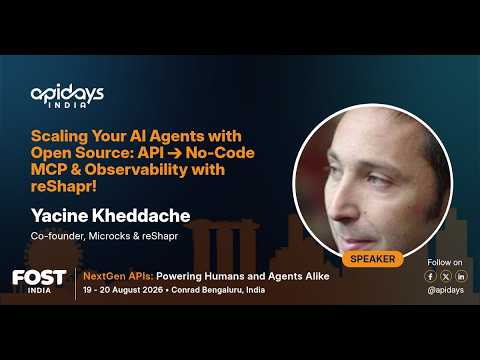 apidays
INDIA
Scaling Your AI Agents with
Open Source: API → No-Code
MCP & Observability with
reShapr!
Yacine Kheddache
Co-founder, Microcks & reShapr
SPEAKER
FOST
INDIA
NextGen APIs: Powering Humans and Agents Alike
19 - 20 August 2026 • Conrad Bengaluru, India
Follow on
@apidays